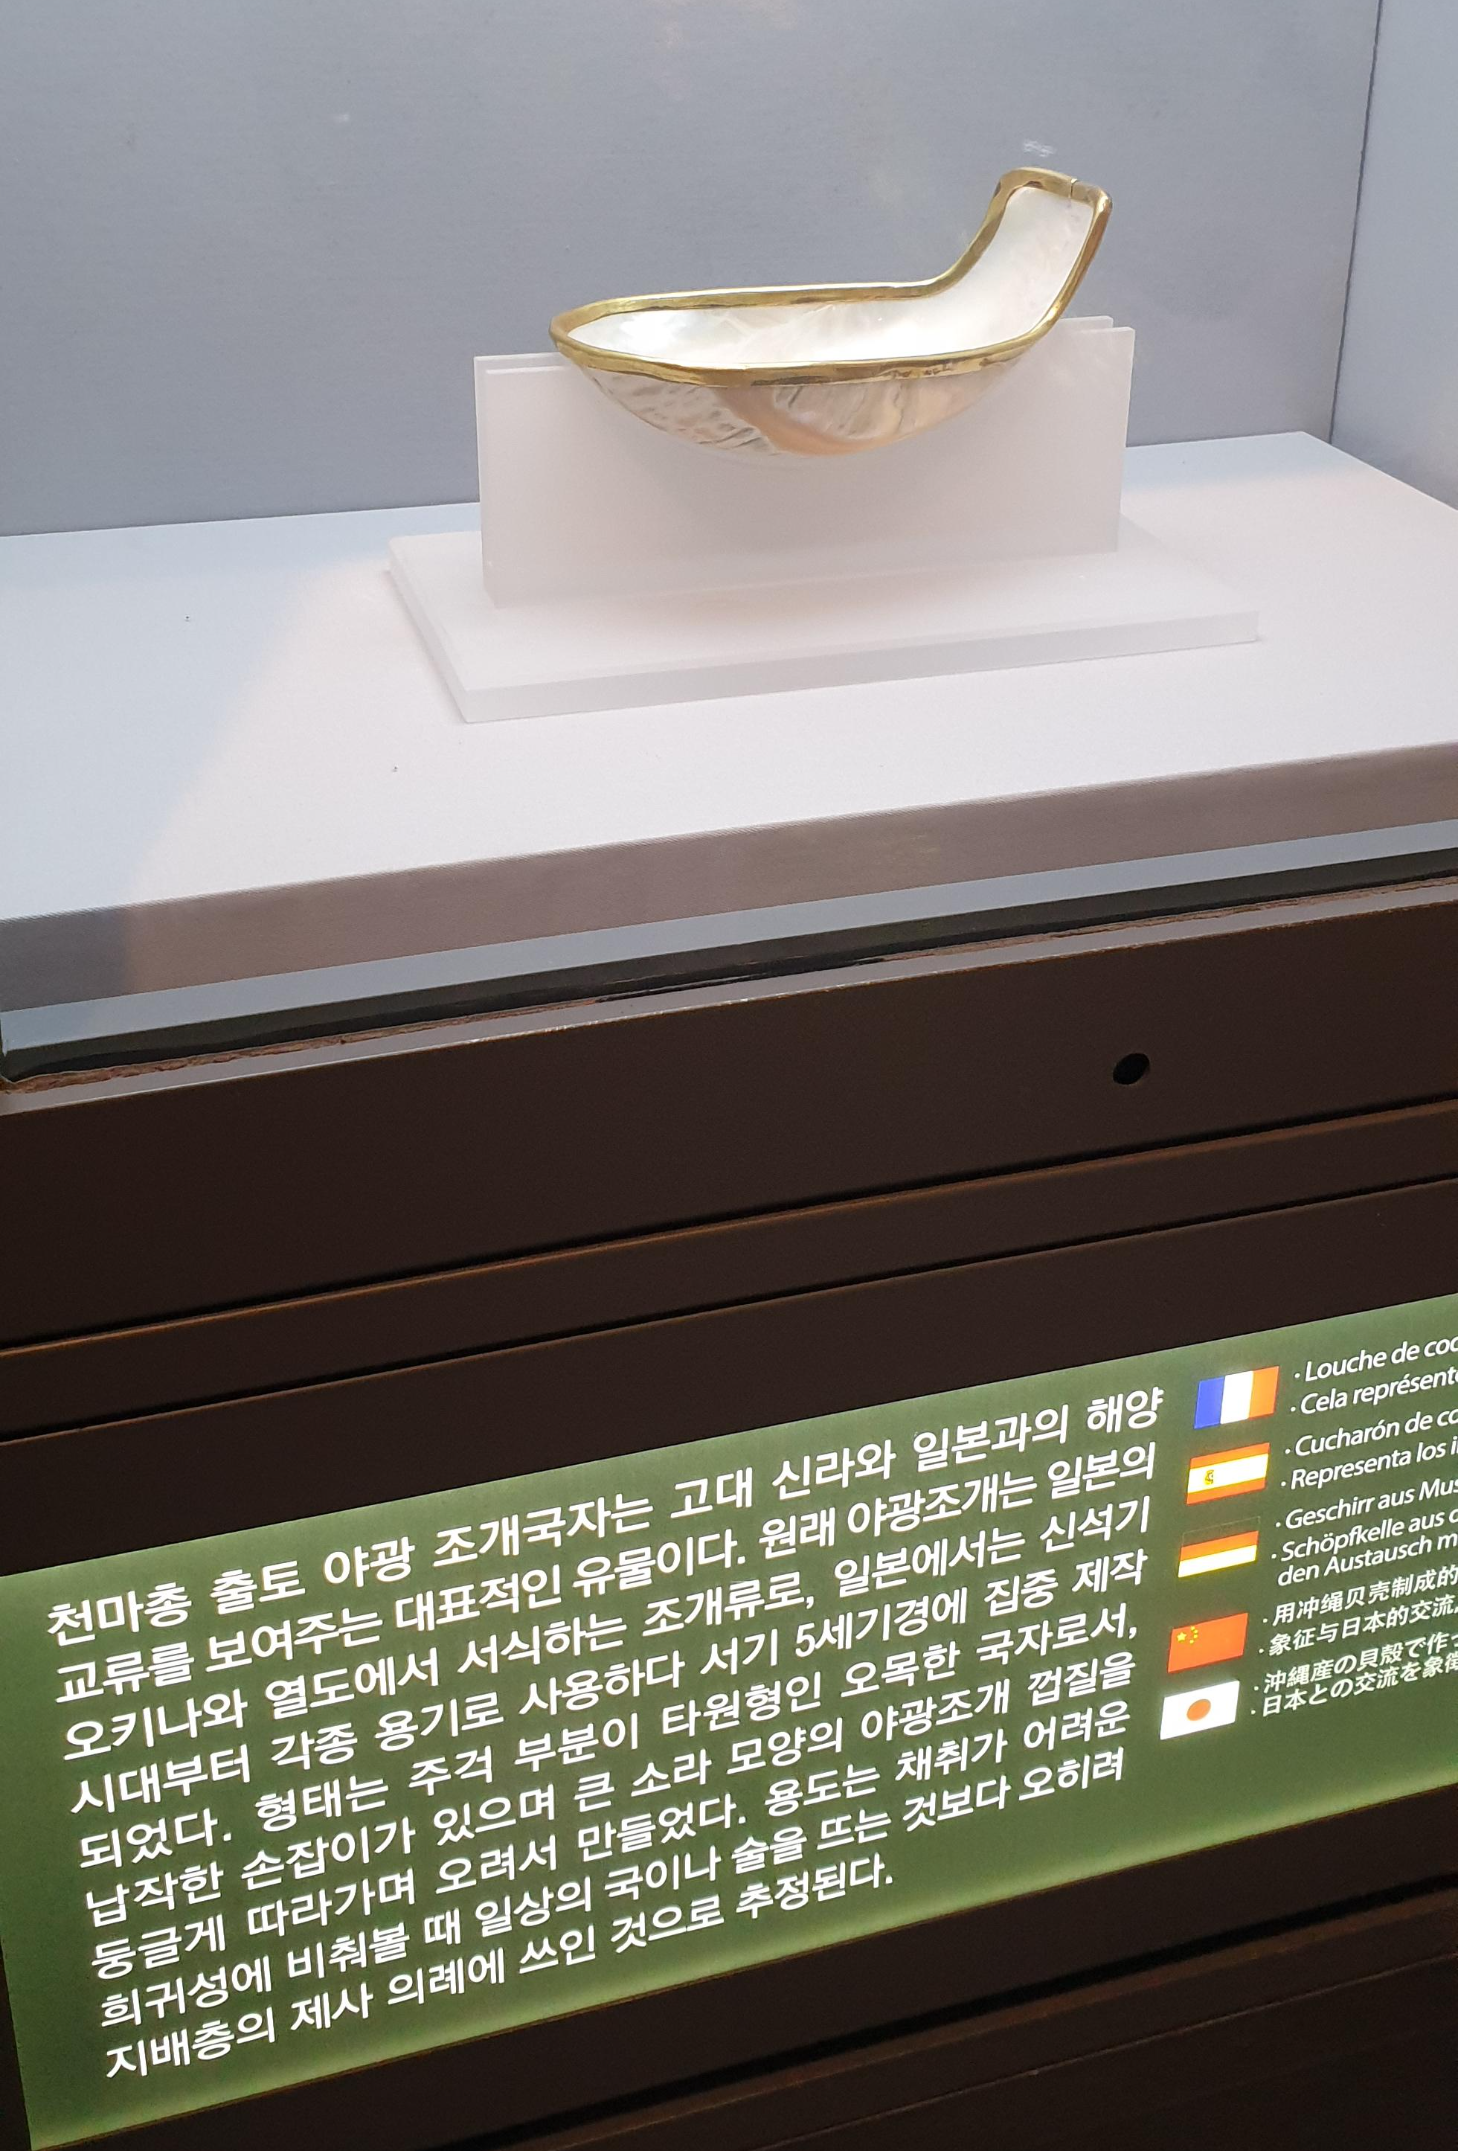 천마총 출토 야광 조개국자는 고대 신라와 일본과의 해양
교류를 보여주는 대표적인 유물이다. 원래 야광조개는 일본의
오키나와 열도에서 서식하는 조개류로, 일본에서는 신석기
시대부터 각종 용기로 사용하다 서기 5세기경에 집중 제작
되었다. 형태는 주걱 부분이 타원형인 오목한 국자로서,
납작한 손잡이가 있으며 큰 소라 모양의 야광조개 껍질을
둥글게 따라가며 오려서 만들었다. 용도는 채취가 어려운
희귀성에 비춰볼 때 일상의 국이나 술을 뜨는 것보다 오히려
지배층의 제사 의례에 쓰인 것으로 추정된다.
· Louche de
· Cela
· Cucharón de
· Representa los
· Geschirr aus
· Schöpfkelle aus
den Austausch
· 用冲绳贝壳制成的
· 象征与日本的交流
· 沖縄産の貝殻で作
· 日本との交流を象